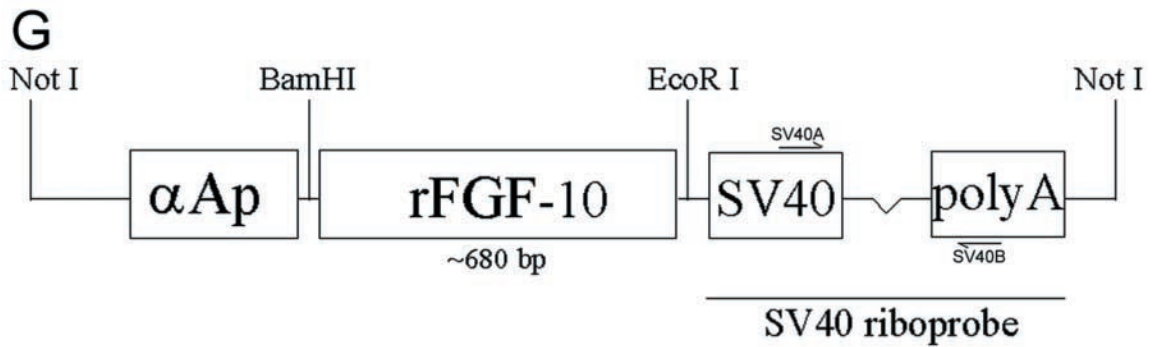 G
Not I BamHI EcoR I Not I
SV40A
αAp rFGF-10 SV40 polyA
~680 bp SV40B
SV40 riboprobe